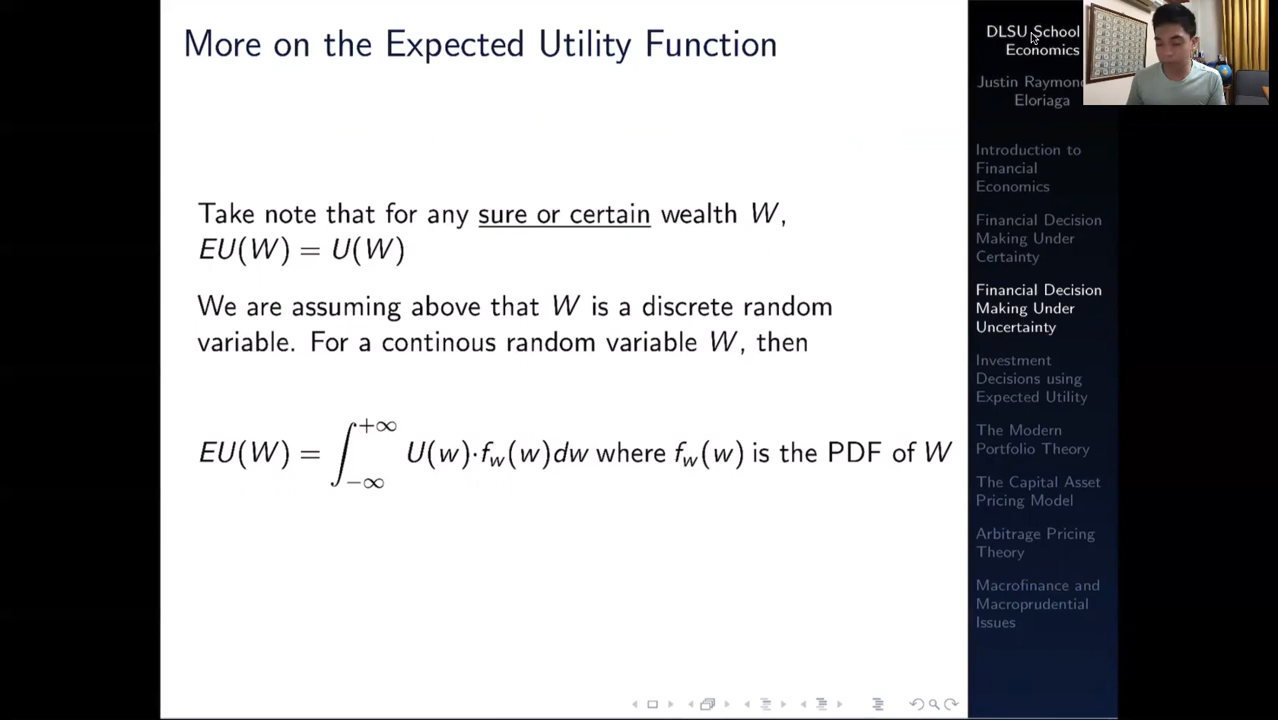 More on the Expected Utility Function
Take note that for any sure or certain wealth W,
EU(W) = U(W)
We are assuming above that W is a discrete random
variable. For a continous random variable W, then
EU(W) = ∫_{−∞}^{+∞} U(w)·f_w(w)dw where f_w(w) is the PDF of W
DLSU School
Economics
Justin Raymond
Eloriaga
Introduction to
Financial
Economics
Financial Decision
Making Under
Certainty
Financial Decision
Making Under
Uncertainty
Investment
Decisions using
Expected Utility
The Modern
Portfolio Theory
The Capital Asset
Pricing Model
Arbitrage Pricing
Theory
Macrofinance and
Macroprudential
Issues